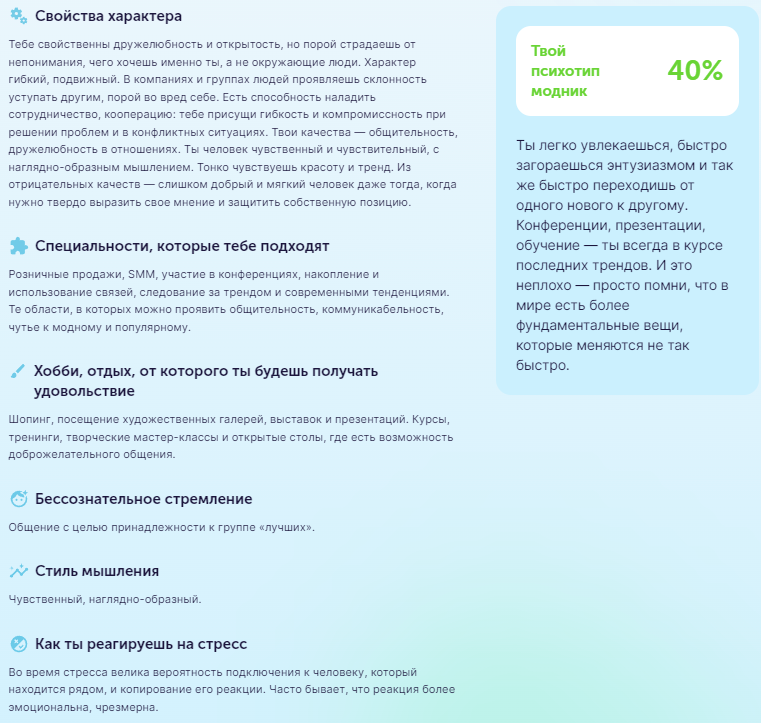 Свойства характера
Тебе свойственны дружелюбность и открытость, но порой страдаешь от
непонимания, чего хочешь именно ты, а не окружающие люди. Характер
гибкий, подвижный. В компаниях и группах людей проявляешь склонность
уступать другим, порой во вред себе. Есть способность наладить
сотрудничество, кооперацию: тебе присущи гибкость и компромиссность при
решении проблем и в конфликтных ситуациях. Твои качества — общительность,
дружелюбность в отношениях. Ты человек чувственный и чувствительный, с
наглядно-образным мышлением. Тонко чувствуешь красоту и тренд. Из
отрицательных качеств — слишком добрый и мягкий человек даже тогда, когда
нужно твердо выразить свое мнение и защитить собственную позицию.
Специальности, которые тебе подходят
Розничные продажи, SMM, участие в конференциях, накопление и
использование связей, следование за трендом и современными тенденциями.
Те области, в которых можно проявить общительность, коммуникабельность,
чутье к модному и популярному.
Хобби, отдых, от которого ты будешь получать
удовольствие
Шопинг, посещение художественных галерей, выставок и презентаций. Курсы,
тренинги, творческие мастер-классы и открытые столы, где есть возможность
доброжелательного общения.
Бессознательное стремление
Общение с целью принадлежности к группе «лучших».
Стиль мышления
Чувственный, наглядно-образный.
Как ты реагируешь на стресс
Во время стресса велика вероятность подключения к человеку, который
находится рядом, и копирование его реакции. Часто бывает, что реакция более
эмоциональна, чрезмерна.
Твой
психотип
модник
40%
Ты легко увлекаешься, быстро
загораешься энтузиазмом и так
же быстро переходишь от
одного нового к другому.
Конференции, презентации,
обучение — ты всегда в курсе
последних трендов. И это
неплохо — просто помни, что в
мире есть более
фундаментальные вещи,
которые меняются не так
быстро.